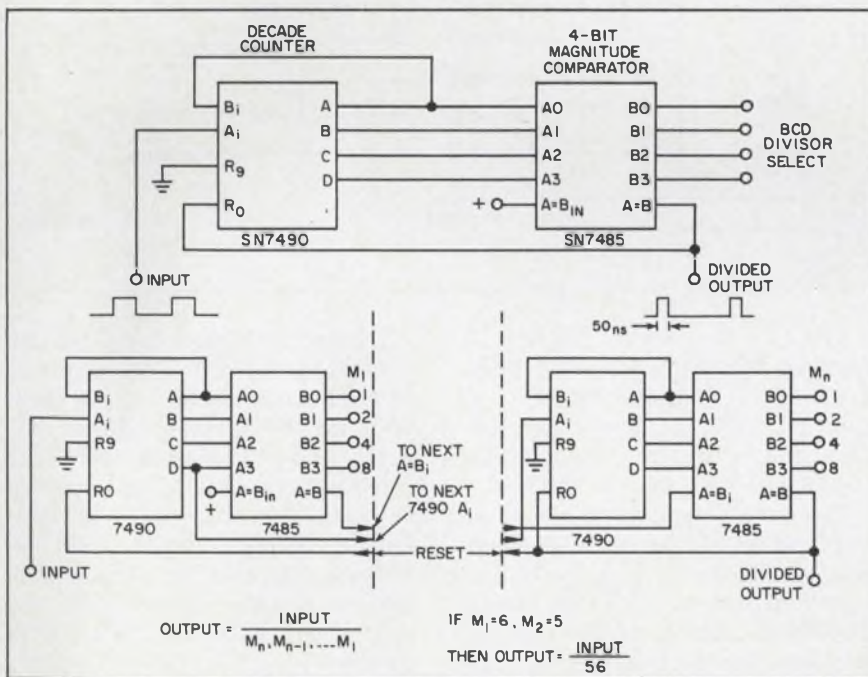 DECADE
COUNTER
4-BIT
MAGNITUDE
COMPARATOR
Bi A
Ai B
R9 C
R0 D
SN7490
A0 B0
A1 B1
A2 B2
A3 B3
+ A=BIN A=B
SN7485
BCD
DIVISOR
SELECT
INPUT
DIVIDED
OUTPUT
50ns
Bi A
Ai B
R9 C
D
RO
7490
A0 B0
A1 B1
A2 B2
A3 B3
A=Bin A=B
+
7485
M1
1
2
4
8
TO NEXT
A=Bi
TO NEXT
7490 Ai
RESET
INPUT
Bi A
Ai B
R9 C
D
RO
7490
A0 B0
A1 B1
A2 B2
A3 B3
A=Bi A=B
7485
Mn
1
2
4
8
DIVIDED
OUTPUT
OUTPUT = INPUT
Mn,Mn-1,----M1
IF M1=6, M2=5
THEN OUTPUT= INPUT
56